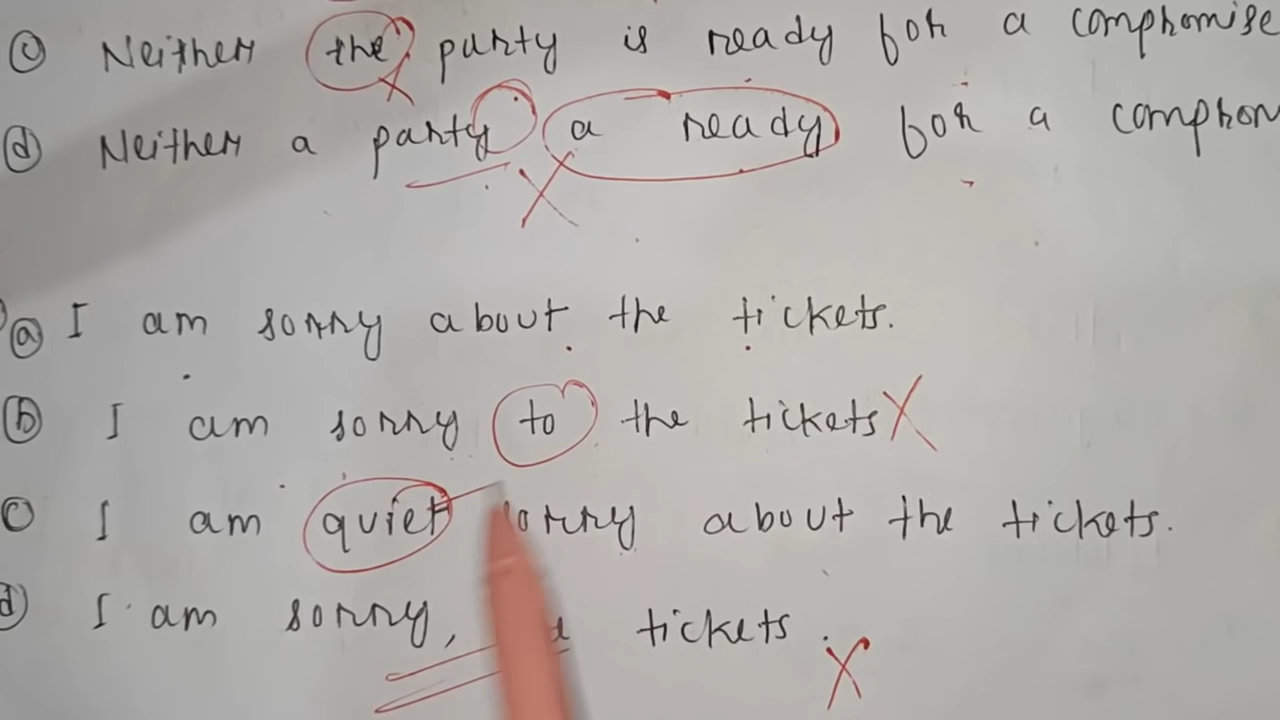 c) Neither the party is ready for a compromise
d) Neither a party a ready for a comprom
a) I am sorry about the tickets.
b) I am sorry to the tickets
c) I am quiet sorry about the tickets.
d) I am sorry, tickets.